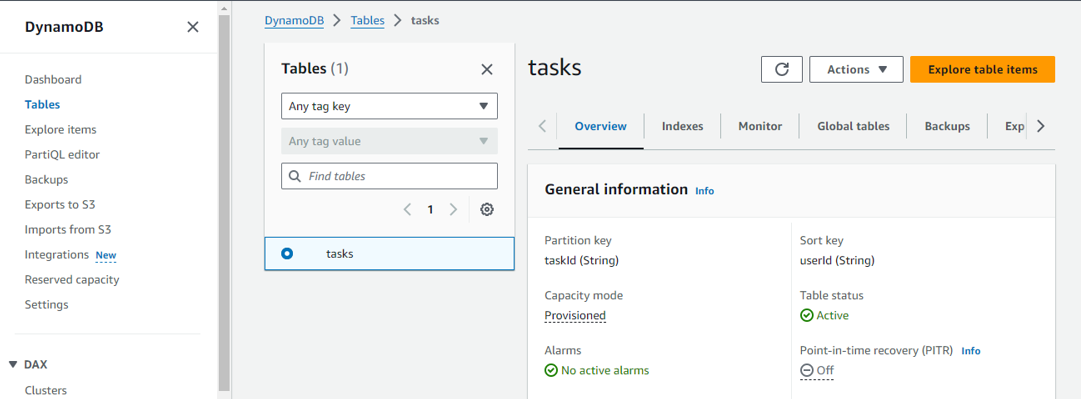 DynamoDB
Dashboard
Tables
Explore items
PartiQL editor
Backups
Exports to S3
Imports from S3
Integrations New
Reserved capacity
Settings
DAX
Clusters
DynamoDB Tables tasks
Tables (1)
Any tag key
Any tag value
Find tables
1
tasks
tasks
Actions
Explore table items
Overview Indexes Monitor Global tables Backups Exp
General information Info
Partition key
taskId (String)
Sort key
userId (String)
Capacity mode
Provisioned
Table status
Active
Alarms
No active alarms
Point-in-time recovery (PITR) Info
Off